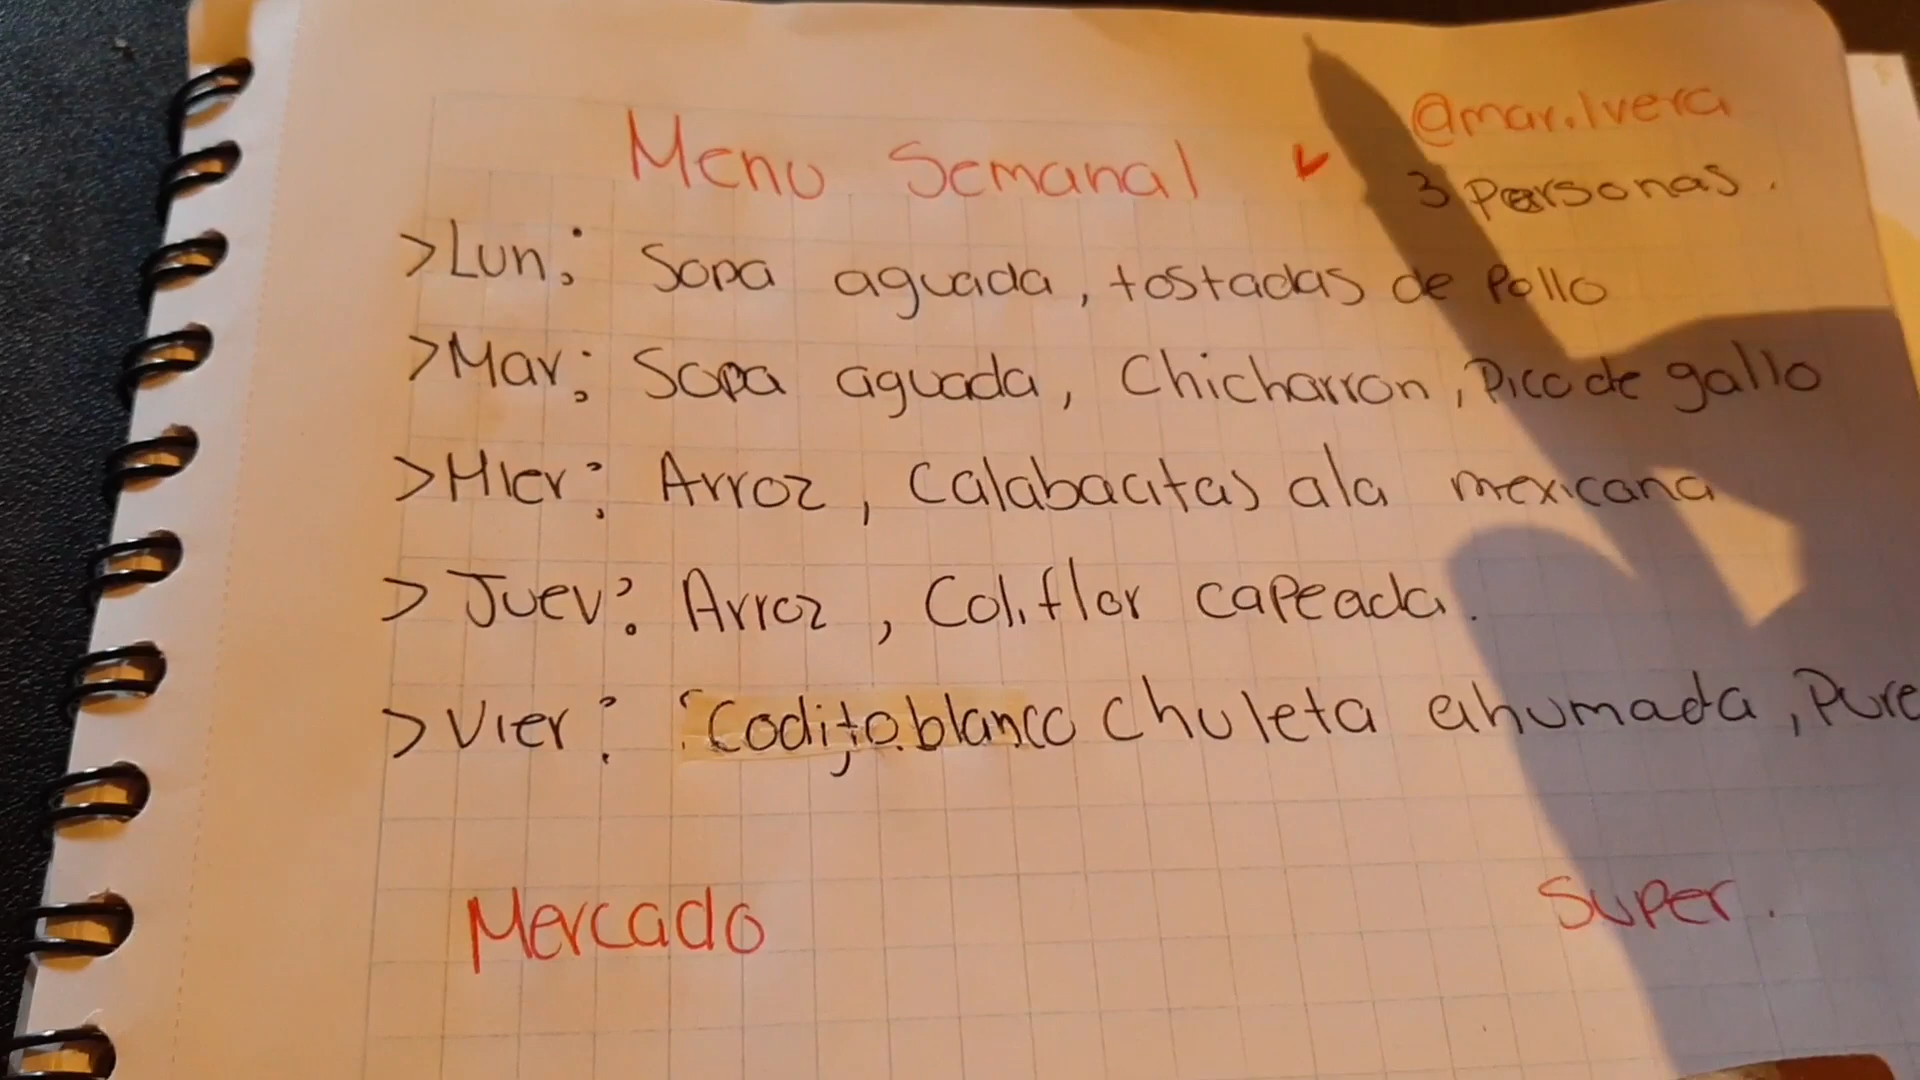 Menu Semanal
@mar.lvera
3 Personas.
>Lun: Sopa aguada, tostadas de Pollo
>Mar: Sopa aguada, Chicharron, Pico de gallo
>Mier: Arroz, Calabacitas ala mexicana
>Juev: Arroz, Coliflor capeada.
>Vier: Codito blanco, Chuleta ahumada, Pure
Mercado
Super.